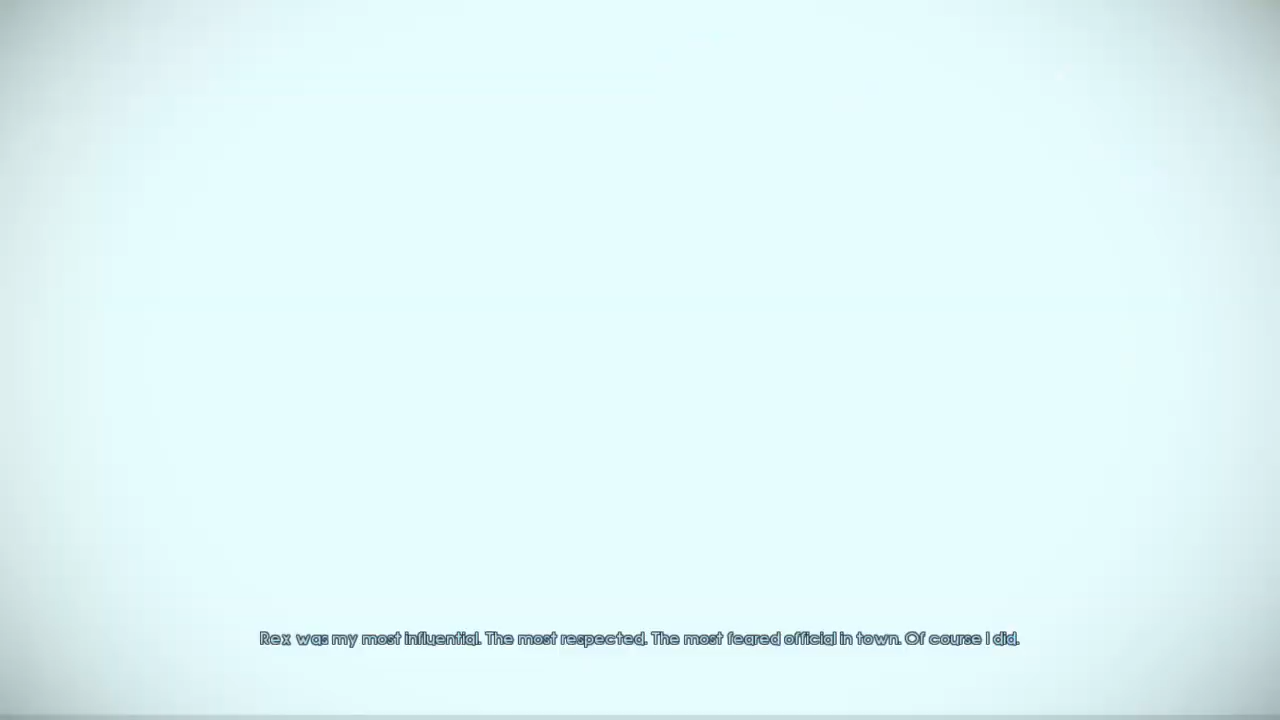 Rex was my most influential. The most respected. The most feared official in town. Of course I did.